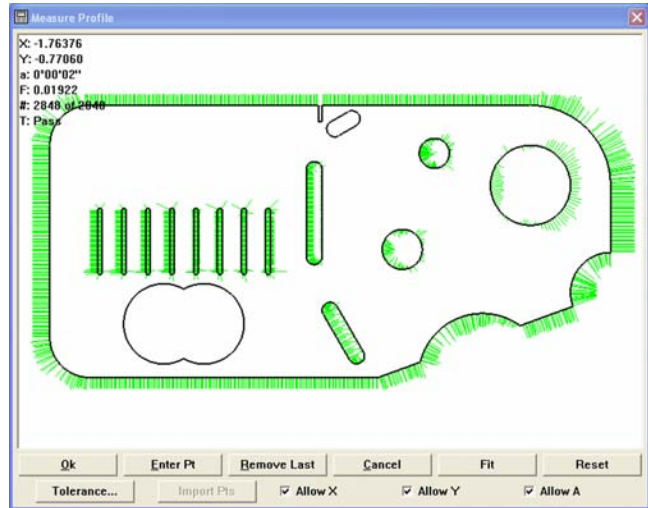 Measure Profile
X: -1.76376
Y: -0.77060
a: 0°00'02"
F: 0.01922
#: 2848 of 2848
T: Pass
Ok Enter Pt Remove Last Cancel Fit Reset
Tolerance... Import Pts Allow X Allow Y Allow A